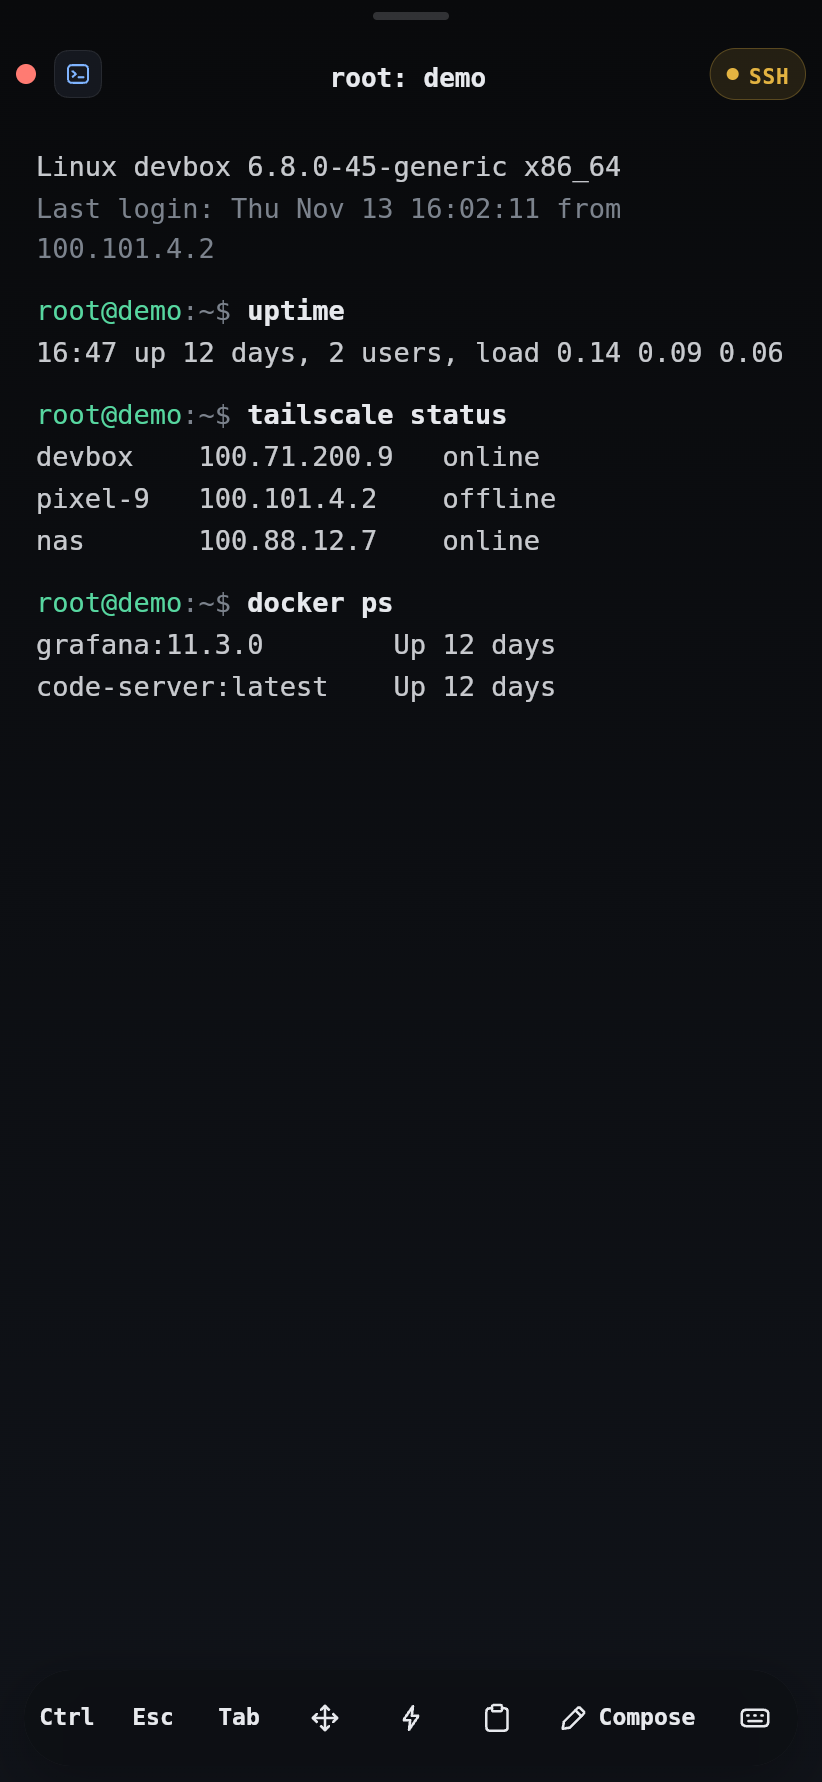 root: demo
SSH
Linux devbox 6.8.0-45-generic x86_64
Last login: Thu Nov 13 16:02:11 from
100.101.4.2
root@demo:~$ uptime
16:47 up 12 days, 2 users, load 0.14 0.09 0.06
root@demo:~$ tailscale status
devbox    100.71.200.9   online
pixel-9   100.101.4.2    offline
nas       100.88.12.7    online
root@demo:~$ docker ps
grafana:11.3.0        Up 12 days
code-server:latest    Up 12 days
Ctrl Esc Tab Compose